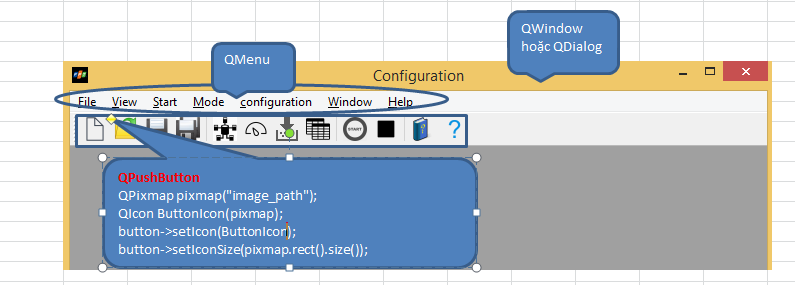 QWindow
hoặc QDialog
QMenu
Configuration
File View Start Mode configuration Window Help
START
?
QPushButton
QPixmap pixmap("image_path");
QIcon ButtonIcon(pixmap);
button->setIcon(ButtonIcon);
button->setIconSize(pixmap.rect().size());